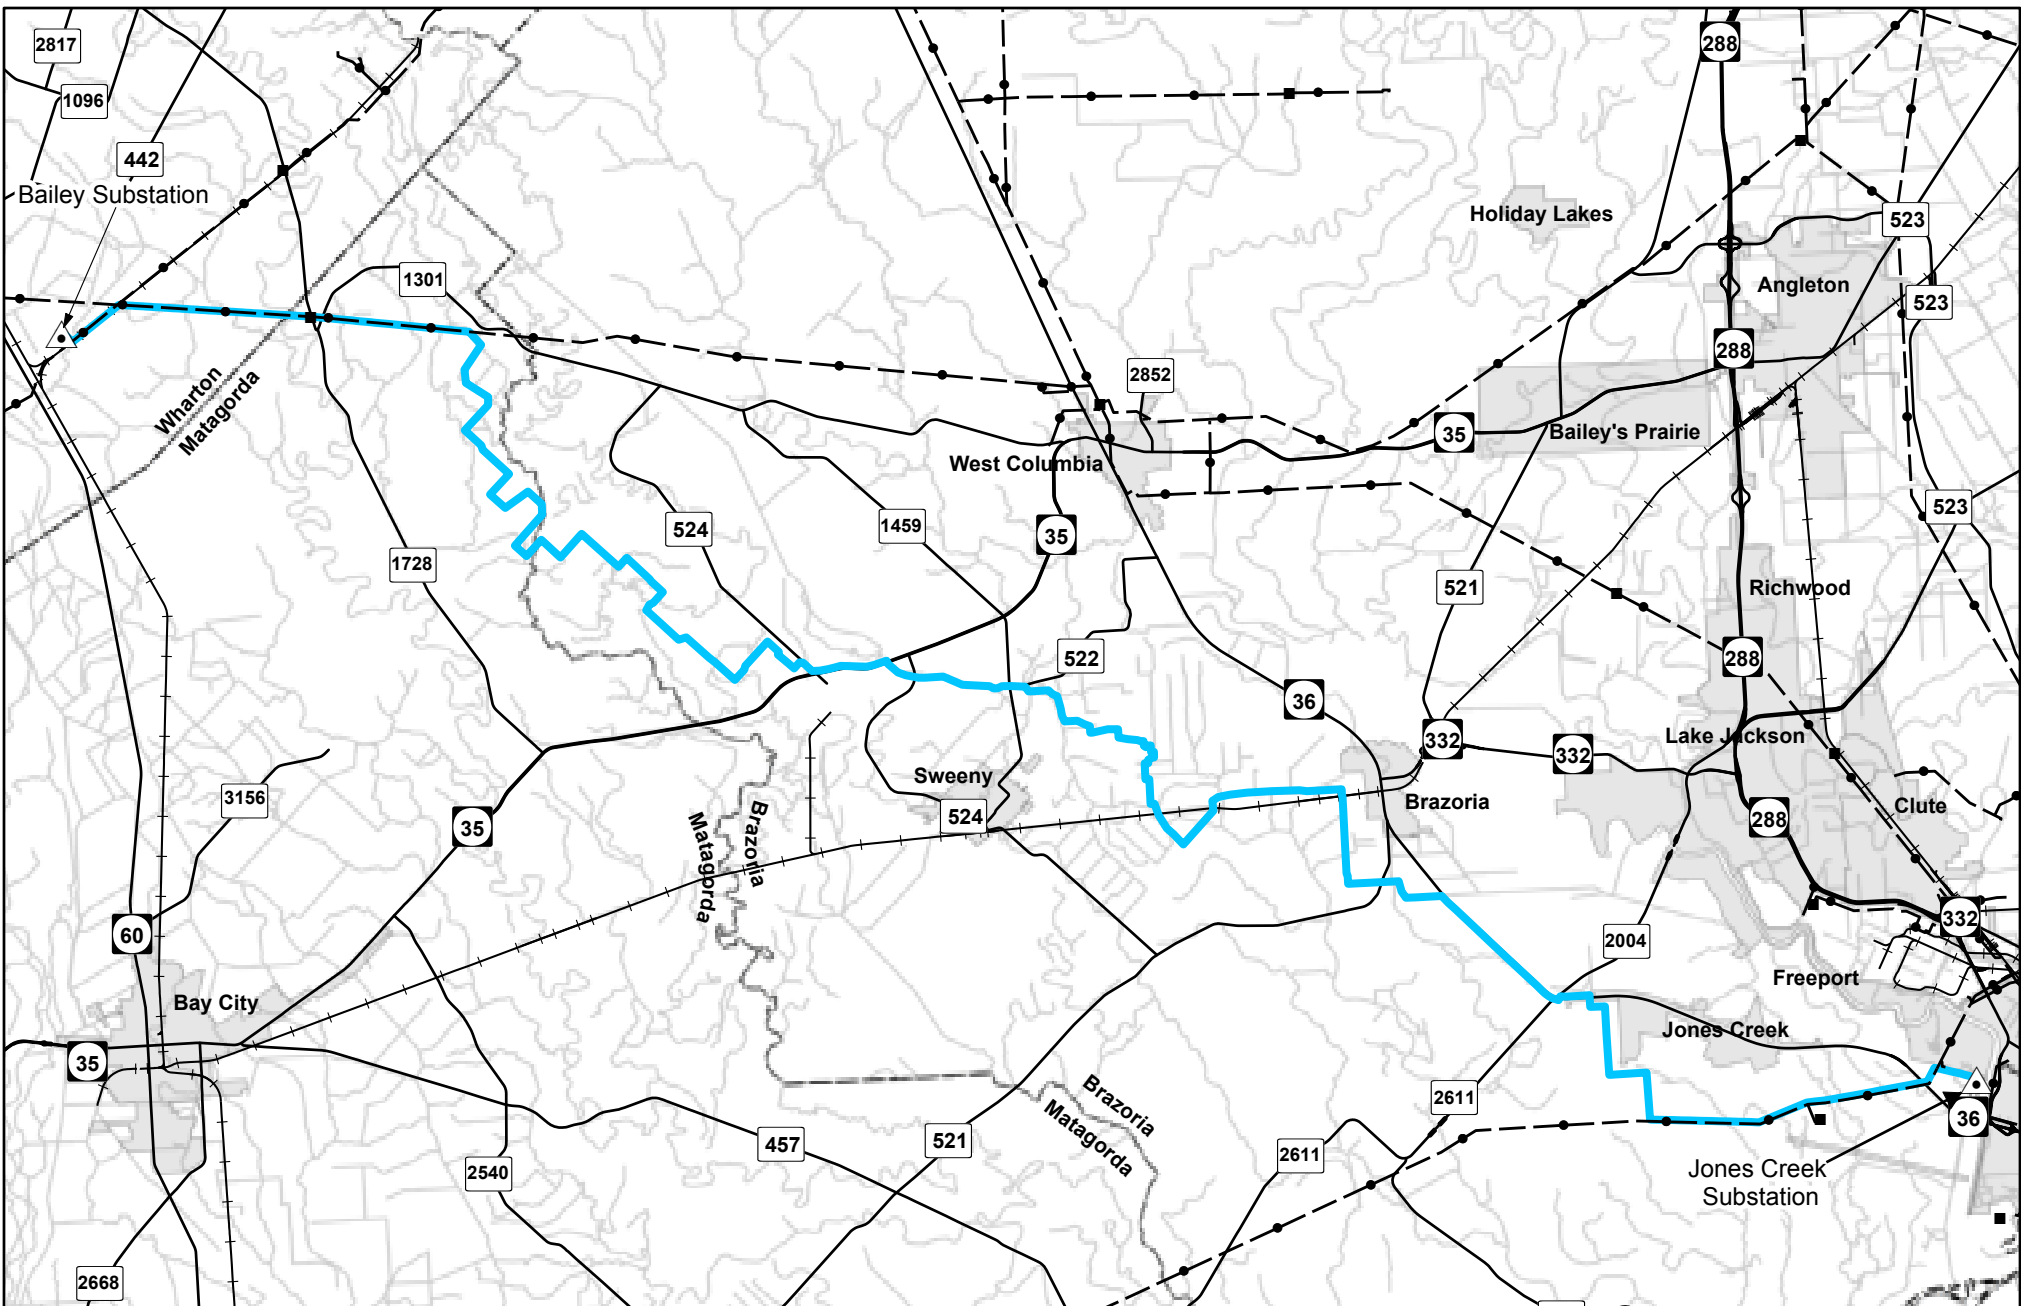 288
2817
1096
442
Bailey Substation
Holiday Lakes
523
1301
Angleton
523
288
2852
Wharton
Matagorda
35
Bailey's Prairie
West Columbia
523
524
1459
35
1728
521
Richwood
522
288
36
332
Lake Jackson
332
Sweeny
3156
Brazoria
Clute
524
288
35
Brazoria
Matagorda
332
60
2004
Freeport
Bay City
Jones Creek
35
2611
Brazoria
Matagorda
36
457
521
2611
2540
Jones Creek
Substation
2668